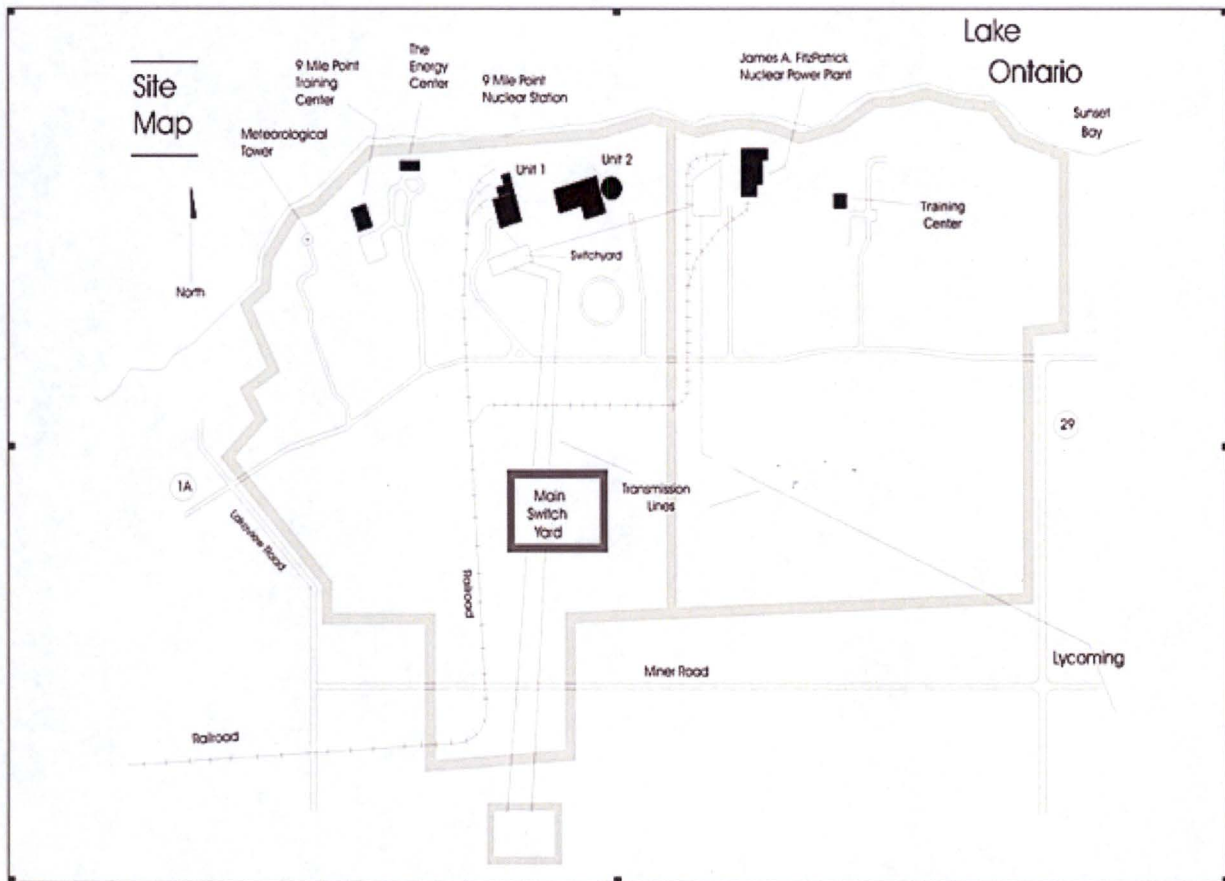 Lake
Ontario
Site
Map
9 Mile Point
Training
Center
The
Energy
Center
9 Mile Point
Nuclear Station
James A. FitzPatrick
Nuclear Power Plant
Sunset
Bay
Meteorological
Tower
Unit 1
Unit 2
Training
Center
Switchyard
North
29
1A
Main
Switch
Yard
Transmission
Lines
Lakeview Road
Railroad
Lycoming
Miner Road
Railroad